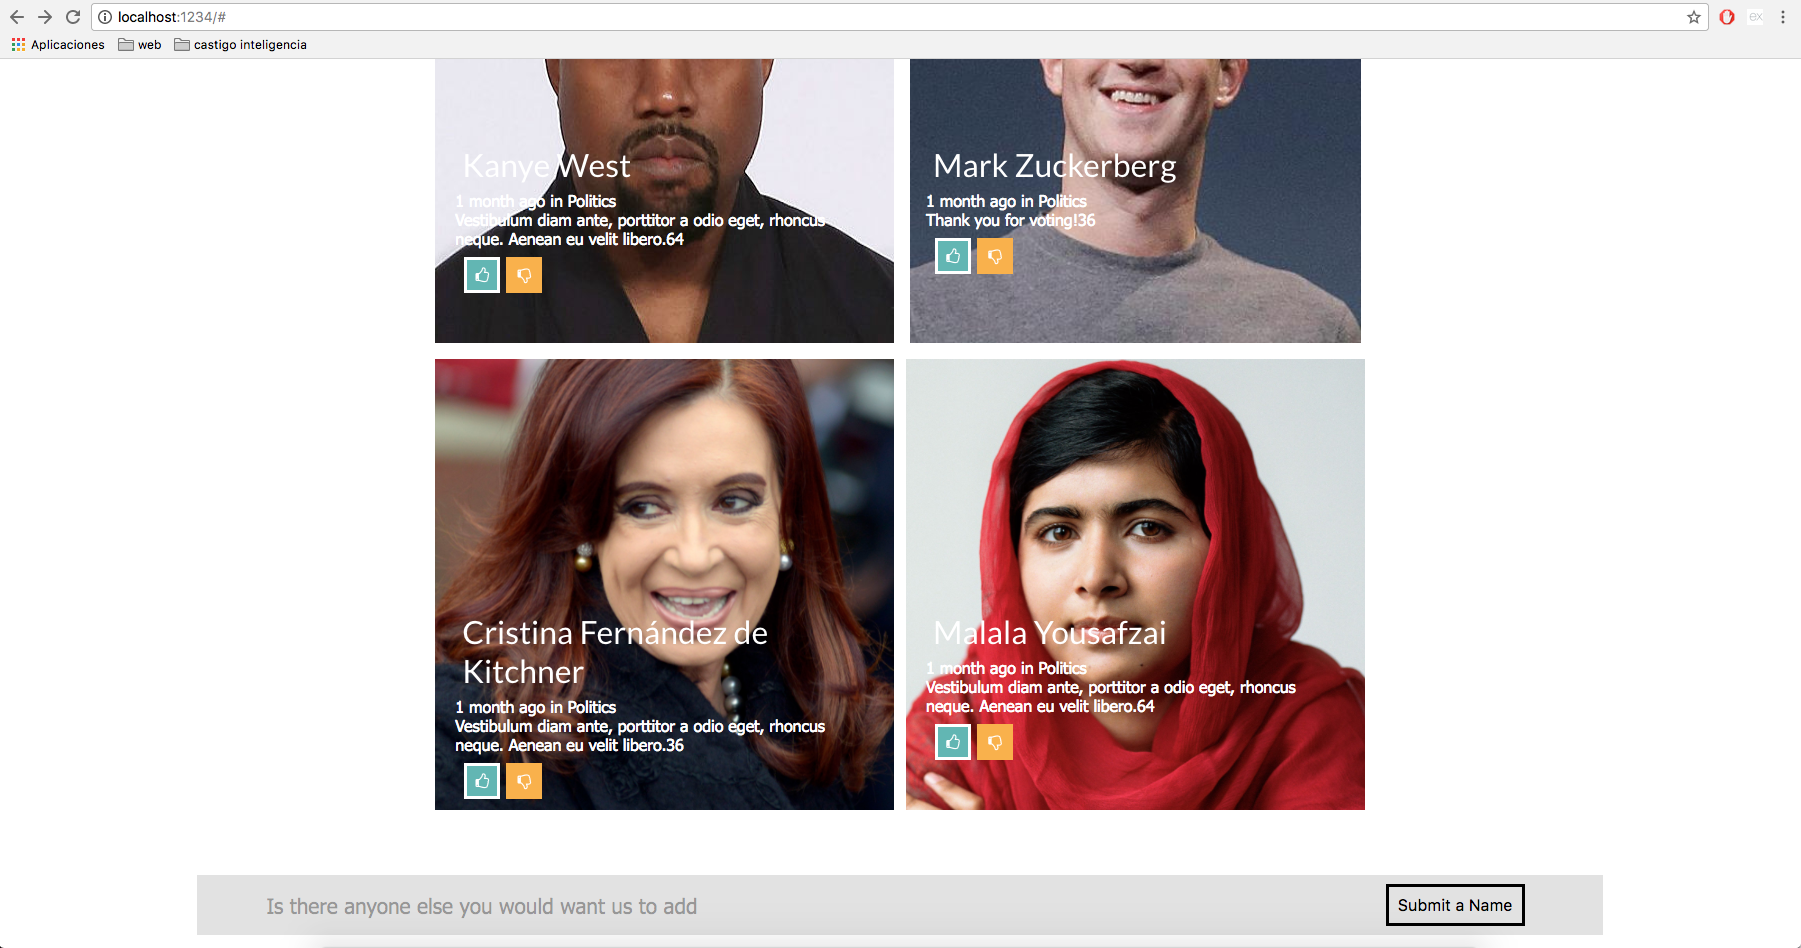 localhost:1234/#
ex
Aplicaciones web castigo inteligencia
Kanye West
1 month ago in Politics
Vestibulum diam ante, porttitor a odio eget, rhoncus
neque. Aenean eu velit libero.64
Mark Zuckerberg
1 month ago in Politics
Thank you for voting!36
Cristina Fernández de
Kitchner
1 month ago in Politics
Vestibulum diam ante, porttitor a odio eget, rhoncus
neque. Aenean eu velit libero.36
Malala Yousafzai
1 month ago in Politics
Vestibulum diam ante, porttitor a odio eget, rhoncus
neque. Aenean eu velit libero.64
Is there anyone else you would want us to add
Submit a Name